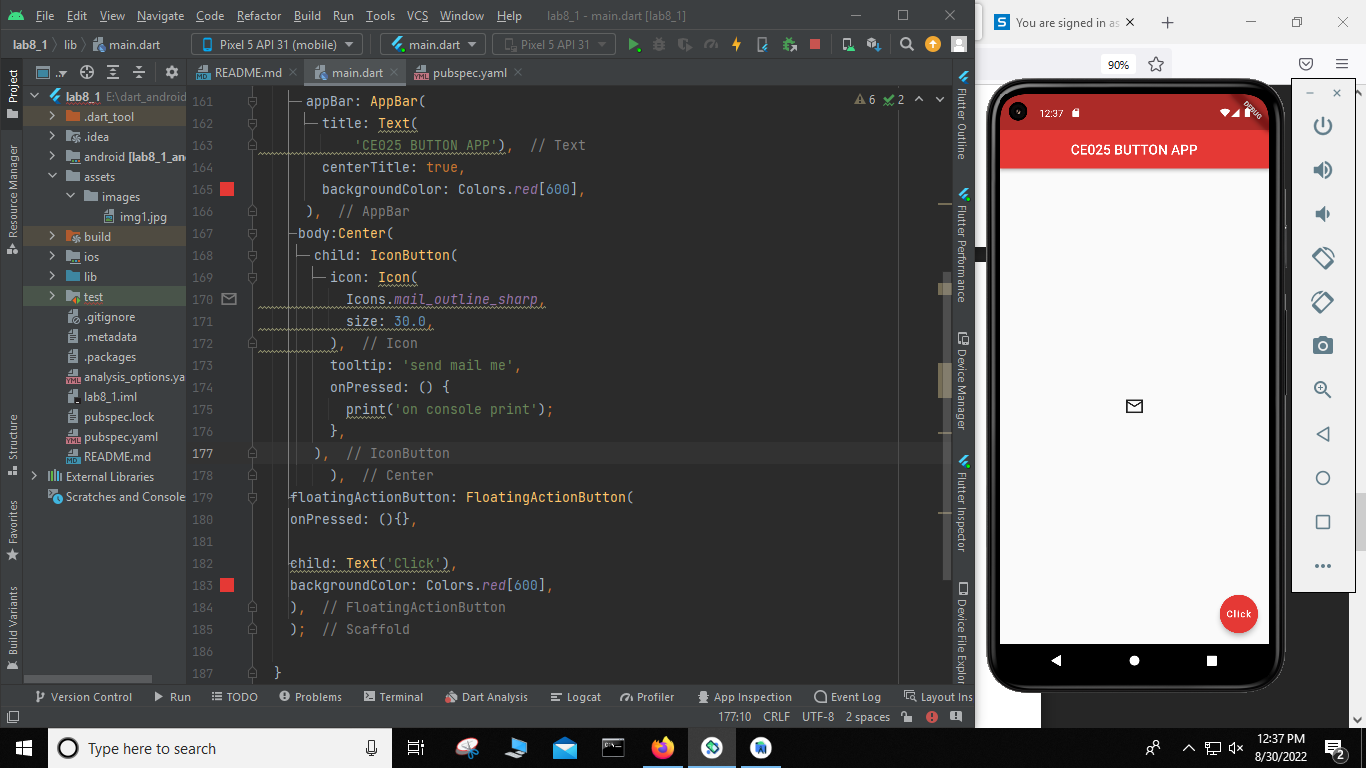 File Edit View Navigate Code Refactor Build Run Tools VCS Window Help lab8_1 - main.dart [lab8_1]
You are signed in as
lab8_1 lib main.dart Pixel 5 API 31 (mobile) main.dart Pixel 5 API 31
90%
Project
Resource Manager
Structure
Favorites
Build Variants
lab8_1 E:\dart_android
.dart_tool
.idea
android [lab8_1_an
assets
images
img1.jpg
build
ios
lib
test
.gitignore
.metadata
.packages
analysis_options.ya
lab8_1.iml
pubspec.lock
pubspec.yaml
README.md
External Libraries
Scratches and Console
README.md main.dart pubspec.yaml
6 2
161 appBar: AppBar(
162 title: Text(
163 'CE025 BUTTON APP'), // Text
164 centerTitle: true,
165 backgroundColor: Colors.red[600],
166 ), // AppBar
167 body:Center(
168 child: IconButton(
169 icon: Icon(
170 Icons.mail_outline_sharp,
171 size: 30.0,
172 ), // Icon
173 tooltip: 'send mail me',
174 onPressed: () {
175 print('on console print');
176 },
177 ), // IconButton
178 ), // Center
179 floatingActionButton: FloatingActionButton(
180 onPressed: (){},
181
182 child: Text('Click'),
183 backgroundColor: Colors.red[600],
184 ), // FloatingActionButton
185 ); // Scaffold
186
187 }
Flutter Outline
Flutter Performance
Device Manager
Flutter Inspector
Device File Explor
12:37
DEBUG
CE025 BUTTON APP
Click
Version Control Run TODO Problems Terminal Dart Analysis Logcat Profiler App Inspection Event Log Layout Ins
177:10 CRLF UTF-8 2 spaces
Type here to search
12:37 PM
8/30/2022
2